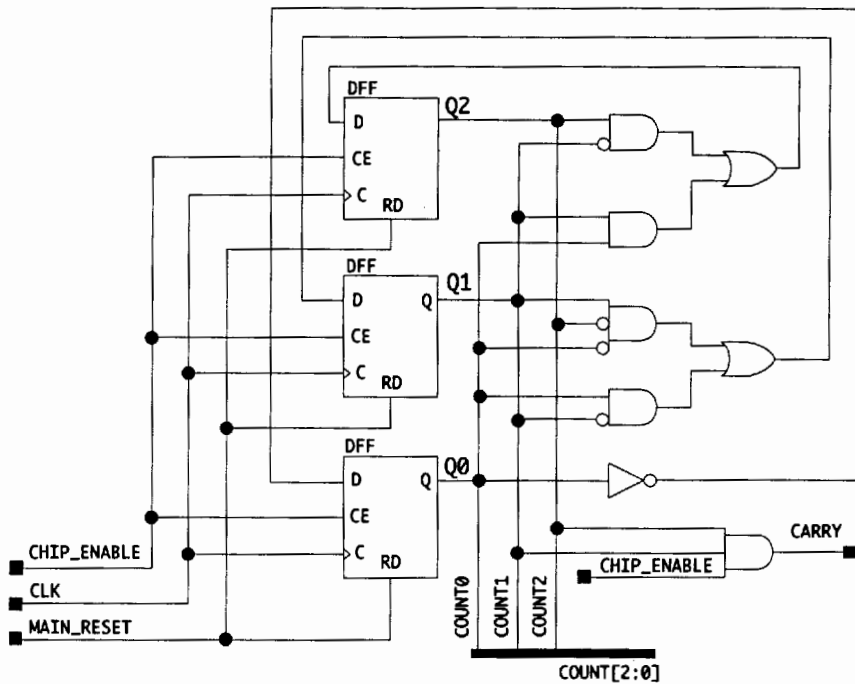 DFF
Q2
D
CE
C
RD
DFF
Q1
D
Q
CE
C
RD
DFF
Q0
D
Q
CE
C
RD
CHIP_ENABLE
CLK
MAIN_RESET
CARRY
CHIP_ENABLE
COUNT0
COUNT1
COUNT2
COUNT[2:0]